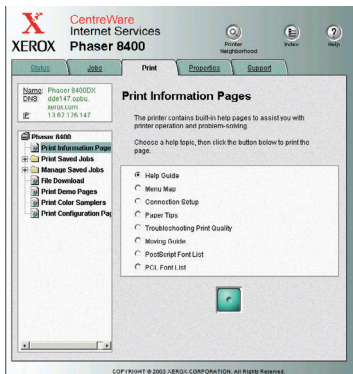 X
XEROX
CentreWare
Internet Services
Phaser 8400
Printer Neighborhood
Index
?
Help
Status
Jobs
Print
Properties
Support
Name: Phaser 8400DX
DNS: dde147.opbu.
xerox.com
IP: 13.62.126.147
Phaser 8400
Print Information Page
Print Saved Jobs
Manage Saved Jobs
File Download
Print Demo Pages
Print Color Samplers
Print Configuration Pag
Print Information Pages
The printer contains built-in help pages to assist you with
printer operation and problem-solving.
Choose a help topic, then click the button below to print the
page.
Help Guide
Menu Map
Connection Setup
Paper Tips
Troubleshooting Print Quality
Moving Guide
PostScript Font List
PCL Font List
COPYRIGHT © 2003 XEROX CORPORATION. All Rights Reserved.